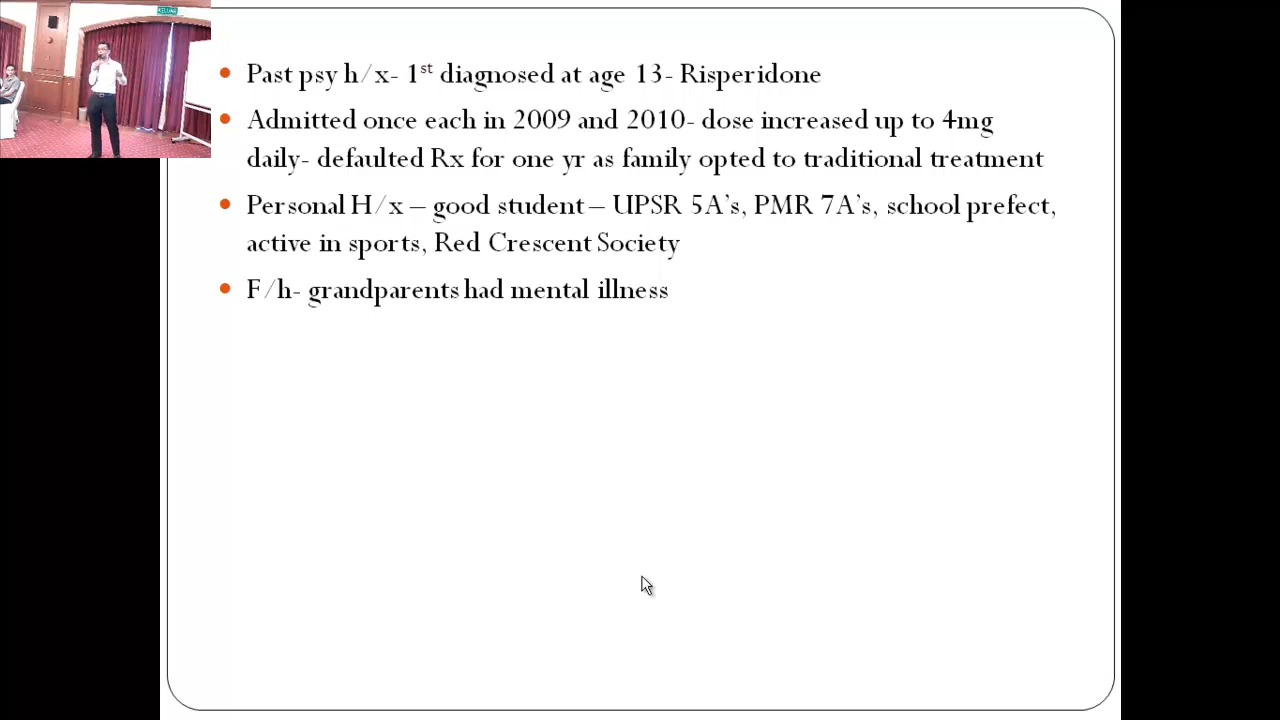 KELUAR
Past psy h/x- 1st diagnosed at age 13- Risperidone
Admitted once each in 2009 and 2010- dose increased up to 4mg
daily- defaulted Rx for one yr as family opted to traditional treatment
Personal H/x – good student – UPSR 5A's, PMR 7A's, school prefect,
active in sports, Red Crescent Society
F/h- grandparents had mental illness